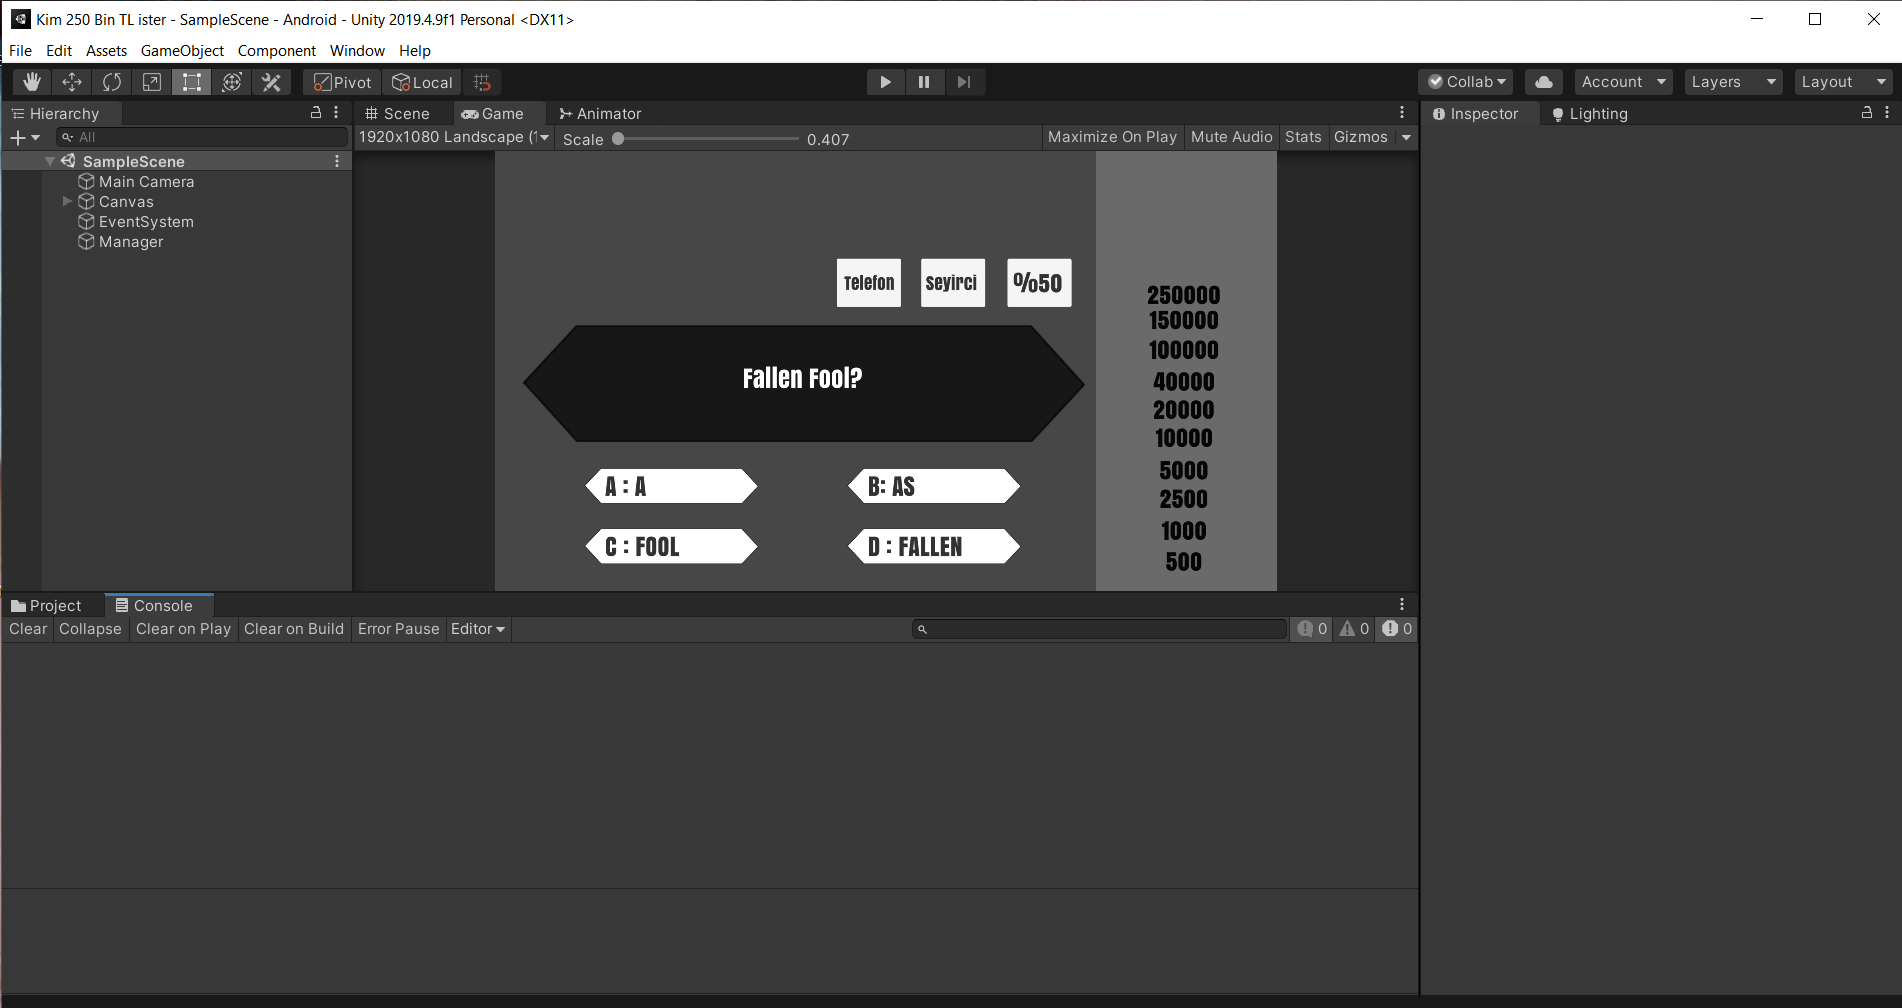 Kim 250 Bin TL ister - SampleScene - Android - Unity 2019.4.9f1 Personal <DX11>
File Edit Assets GameObject Component Window Help
Pivot Local Collab Account Layers Layout
Hierarchy
All
SampleScene
Main Camera
Canvas
EventSystem
Manager
Scene Game Animator
1920x1080 Landscape (1 Scale 0.407 Maximize On Play Mute Audio Stats Gizmos
Telefon Seyirci %50
Fallen Fool?
A : A B: AS
C : FOOL D : FALLEN
250000
150000
100000
40000
20000
10000
5000
2500
1000
500
Inspector Lighting
Project Console
Clear Collapse Clear on Play Clear on Build Error Pause Editor 0 0 0